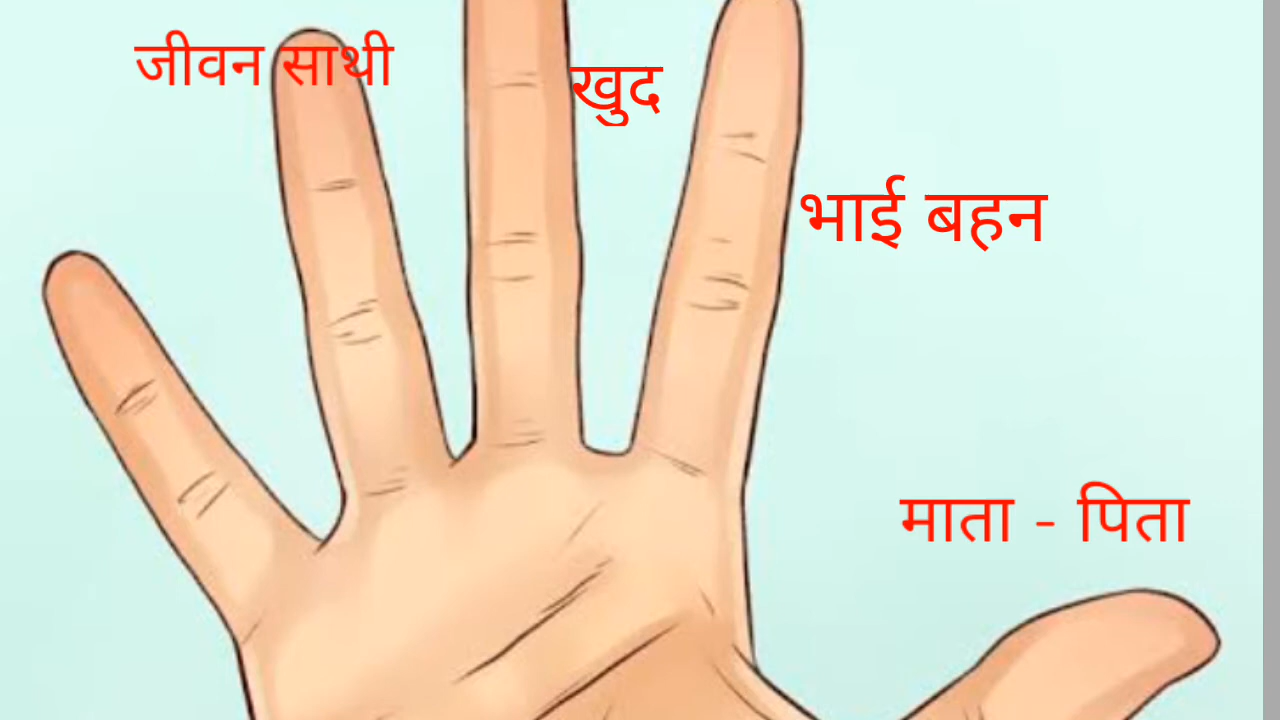 जीवन साथी
खुद
भाई बहन
माता - पिता